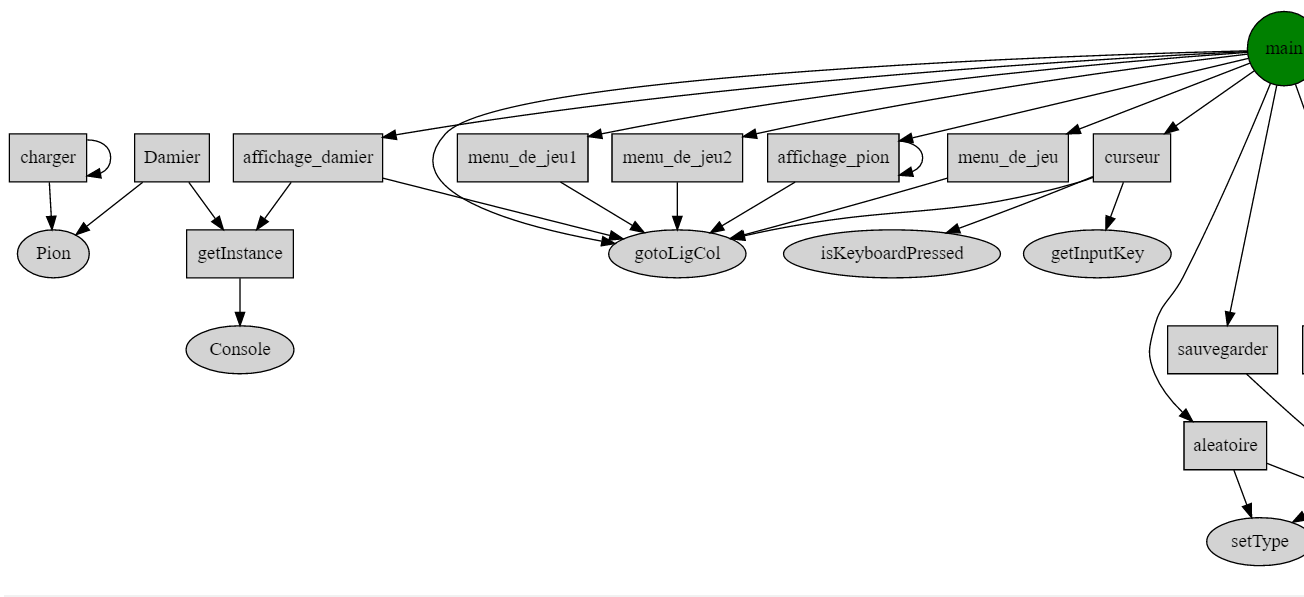 main
charger
Damier
affichage_damier
menu_de_jeu1
menu_de_jeu2
affichage_pion
menu_de_jeu
curseur
Pion
getInstance
gotoLigCol
isKeyboardPressed
getInputKey
Console
sauvegarder
aleatoire
setType